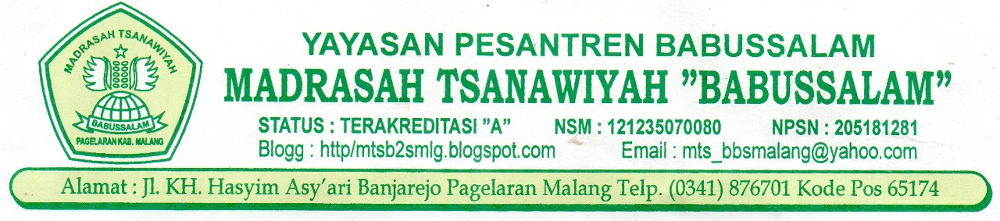 MADRASAH TSANAWIYAH
BABUSSALAM
PAGELARAN KAB. MALANG
YAYASAN PESANTREN BABUSSALAM
MADRASAH TSANAWIYAH ”BABUSSALAM”
STATUS : TERAKREDITASI ”A” NSM : 121235070080 NPSN : 205181281
Blogg : http/mtsb2smlg.blogspot.com Email : mts_bbsmalang@yahoo.com
Alamat : Jl. KH. Hasyim Asy’ari Banjarejo Pagelaran Malang Telp. (0341) 876701 Kode Pos 65174